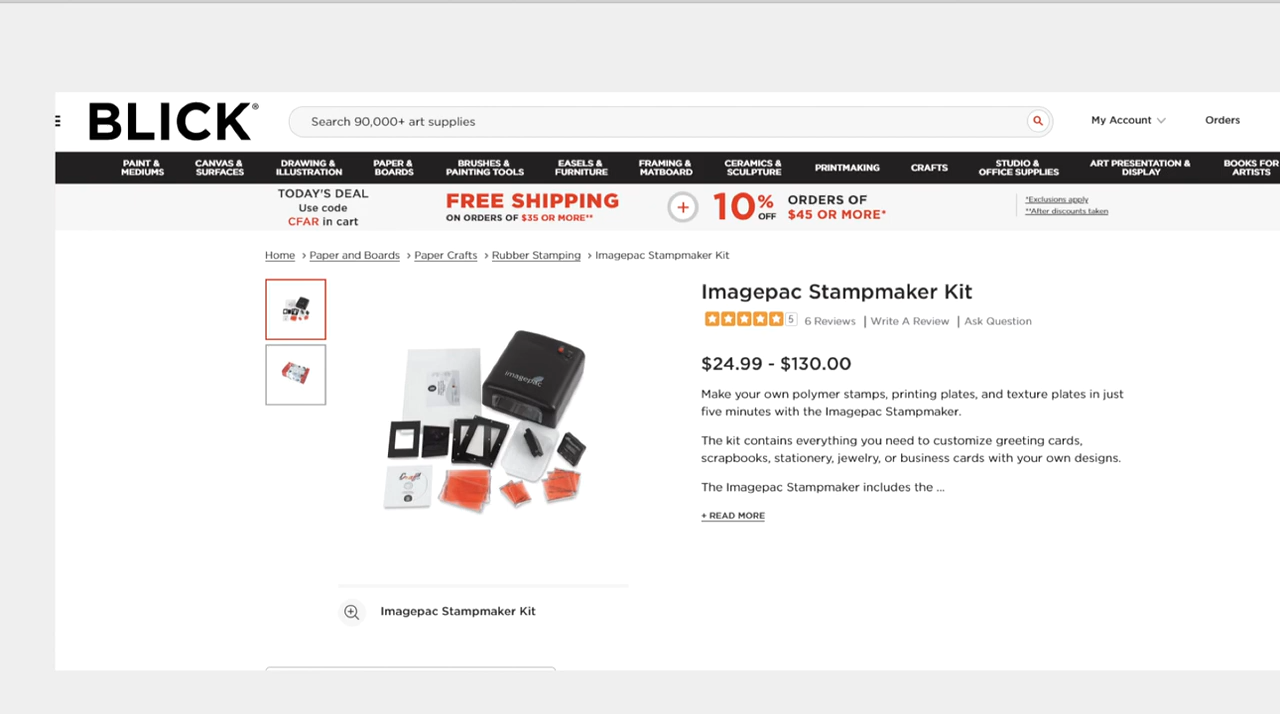 BLICK®
Search 90,000+ art supplies
My Account
Orders
PAINT & MEDIUMS
CANVAS & SURFACES
DRAWING & ILLUSTRATION
PAPER & BOARDS
BRUSHES & PAINTING TOOLS
EASELS & FURNITURE
FRAMING & MATBOARD
CERAMICS & SCULPTURE
PRINTMAKING
CRAFTS
STUDIO & OFFICE SUPPLIES
ART PRESENTATION & DISPLAY
BOOKS FOR ARTISTS
TODAY'S DEAL
Use code
CFAR in cart
FREE SHIPPING
ON ORDERS OF $35 OR MORE**
+
10% OFF
ORDERS OF
$45 OR MORE*
*Exclusions apply
**After discounts taken
Home › Paper and Boards › Paper Crafts › Rubber Stamping › Imagepac Stampmaker Kit
imagepac
Imagepac Stampmaker Kit
5 6 Reviews | Write A Review | Ask Question
$24.99 - $130.00
Make your own polymer stamps, printing plates, and texture plates in just
five minutes with the Imagepac Stampmaker.
The kit contains everything you need to customize greeting cards,
scrapbooks, stationery, jewelry, or business cards with your own designs.
The Imagepac Stampmaker includes the ...
+ READ MORE
Imagepac Stampmaker Kit